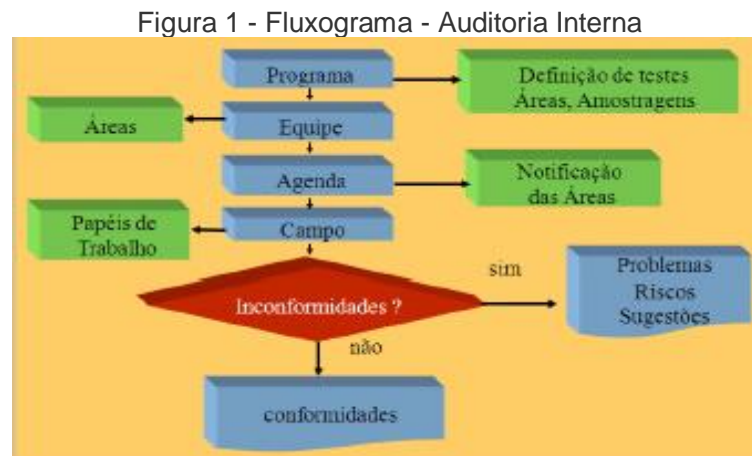 Figura 1 - Fluxograma - Auditoria Interna
Programa
Definição de testes
Áreas, Amostragens
Áreas
Equipe
Agenda
Notificação
das Áreas
Papéis de
Trabalho
Campo
Inconformidades ?
sim
Problemas
Riscos
Sugestões
não
conformidades